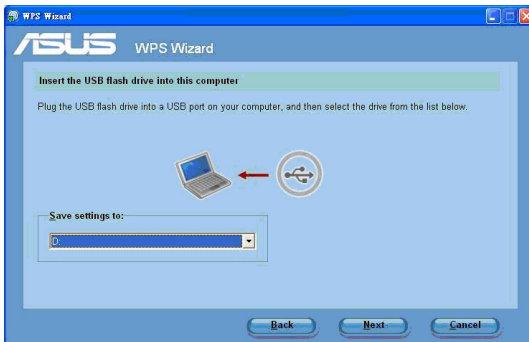 WPS Wizard
ASUS WPS Wizard
Insert the USB flash drive into this computer
Plug the USB flash drive into a USB port on your computer, and then select the drive from the list below.
Save settings to:
D:
Back Next Cancel